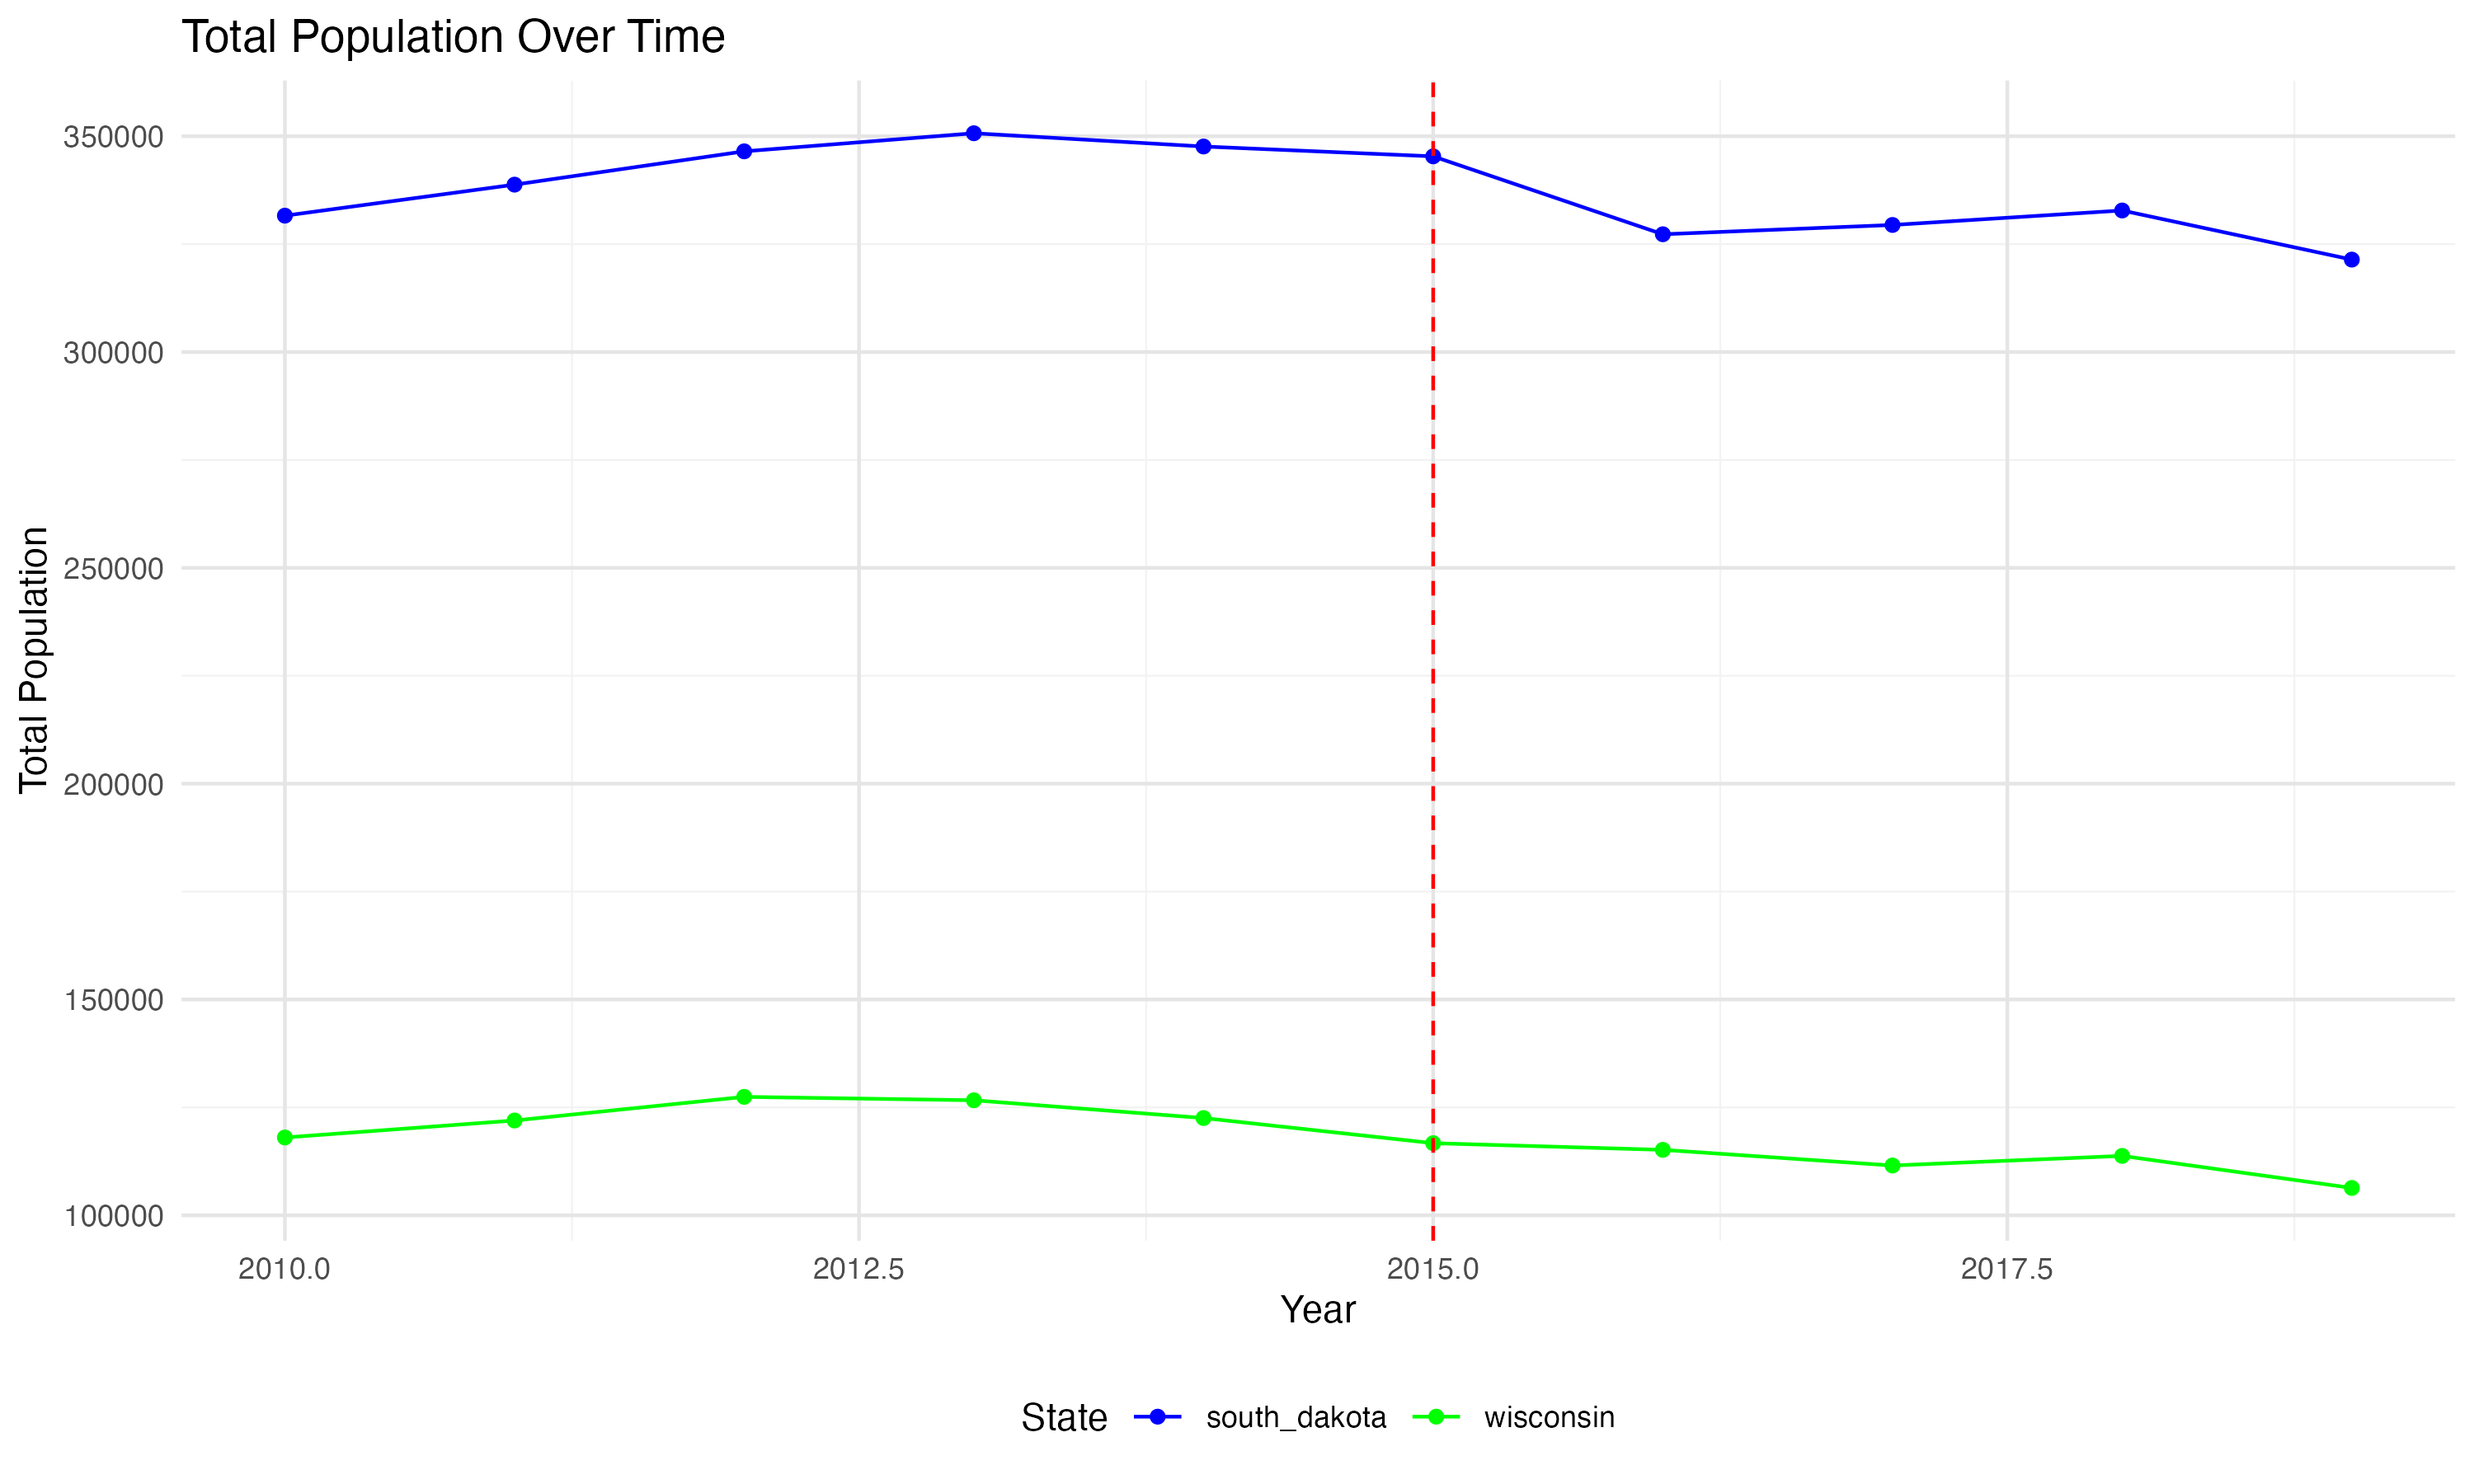 Total Population Over Time
Total Population
350000
300000
250000
200000
150000
100000
2010.0 2012.5 2015.0 2017.5
Year
State south_dakota wisconsin